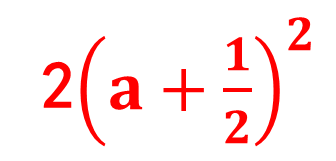 2(a + 1/2)²